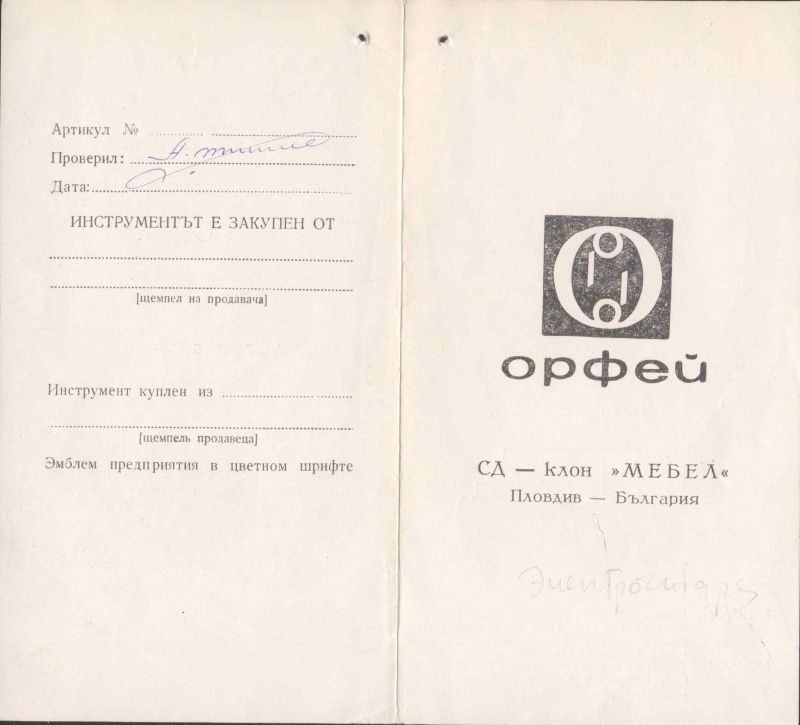 Артикул №
Проверил:
Дата:
ИНСТРУМЕНТЪТ Е ЗАКУПЕН ОТ
[щемпел на продавача]
Инструмент куплен из
[щемпель продавеца]
Эмблем предприятия в цветном шрифте
орфей
СД — клон »МЕБЕЛ«
Пловдив — България
Электрогитара